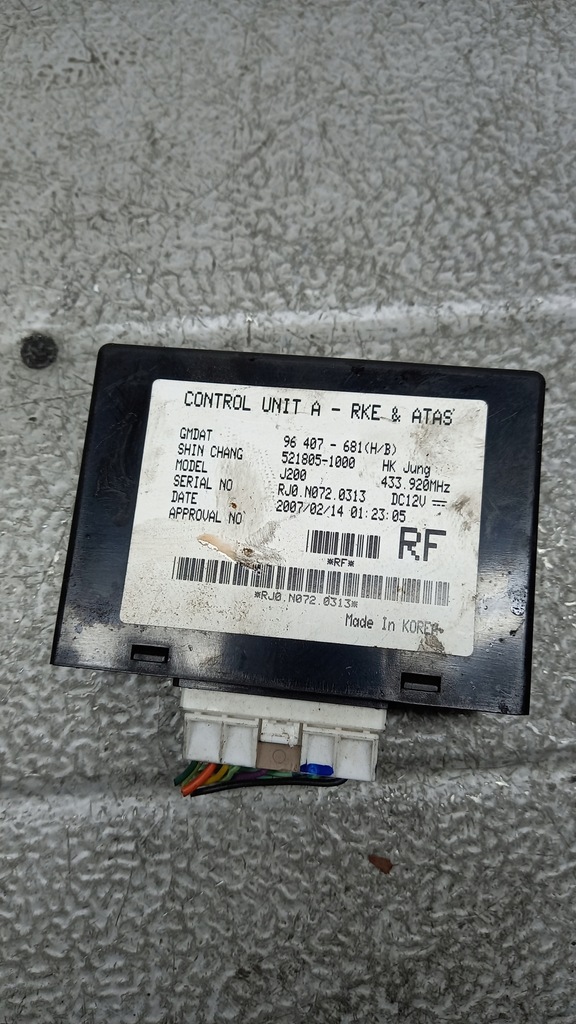 CONTROL UNIT A - RKE & ATAS
GMDAT 96 407 - 681(H/B)
SHIN CHANG 521805-1000 HK Jung
MODEL J200 433.920MHz
SERIAL NO RJ0.N072.0313 DC12V
DATE 2007/02/14 01:23:05
APPROVAL NO
RF
*RF*
*RJ0.N072.0313*
Made In KOREA